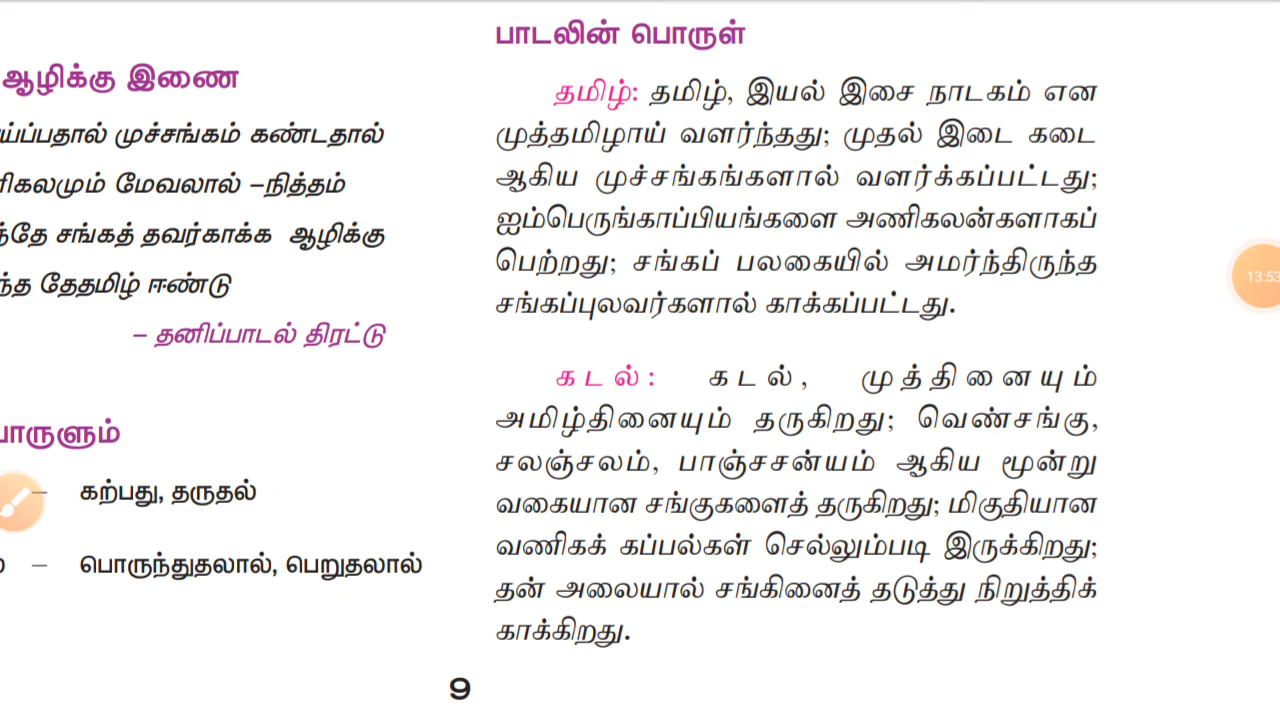 ஆழிக்கு இணை
முச்சங்கம் கண்டதால்
மேவலால் –நித்தம்
சங்கத் தவர்காக்க ஆழிக்கு
தேதமிழ் ஈண்டு
– தனிப்பாடல் திரட்டு
– கற்பது, தருதல்
– பொருந்துதலால், பெறுதலால்
பாடலின் பொருள்
தமிழ்: தமிழ், இயல் இசை நாடகம் என
முத்தமிழாய் வளர்ந்தது; முதல் இடை கடை
ஆகிய முச்சங்கங்களால் வளர்க்கப்பட்டது;
ஐம்பெருங்காப்பியங்களை அணிகலன்களாகப்
பெற்றது; சங்கப் பலகையில் அமர்ந்திருந்த
சங்கப்புலவர்களால் காக்கப்பட்டது.
கடல்: கடல், முத்தினையும்
அமிழ்தினையும் தருகிறது; வெண்சங்கு,
சலஞ்சலம், பாஞ்சசன்யம் ஆகிய மூன்று
வகையான சங்குகளைத் தருகிறது; மிகுதியான
வணிகக் கப்பல்கள் செல்லும்படி இருக்கிறது;
தன் அலையால் சங்கினைத் தடுத்து நிறுத்திக்
காக்கிறது.
9
13:53